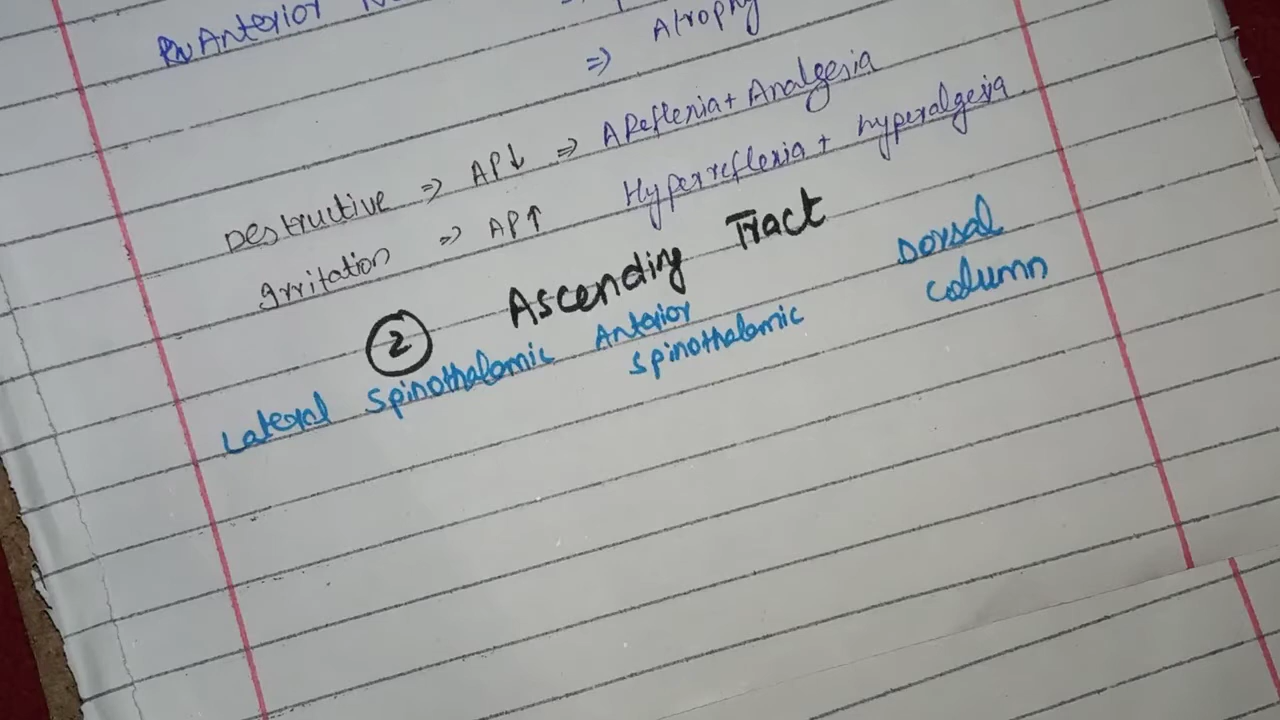 Anterior
⇒ Atrophy
Destructive ⇒ AP↓ ⇒ AReflexia + Analgesia
Irritation ⇒ AP↑ Hyperreflexia + hyperalgesia
② Ascending Tract
Lateral Spinothalamic Anterior spinothalamic Dorsal column